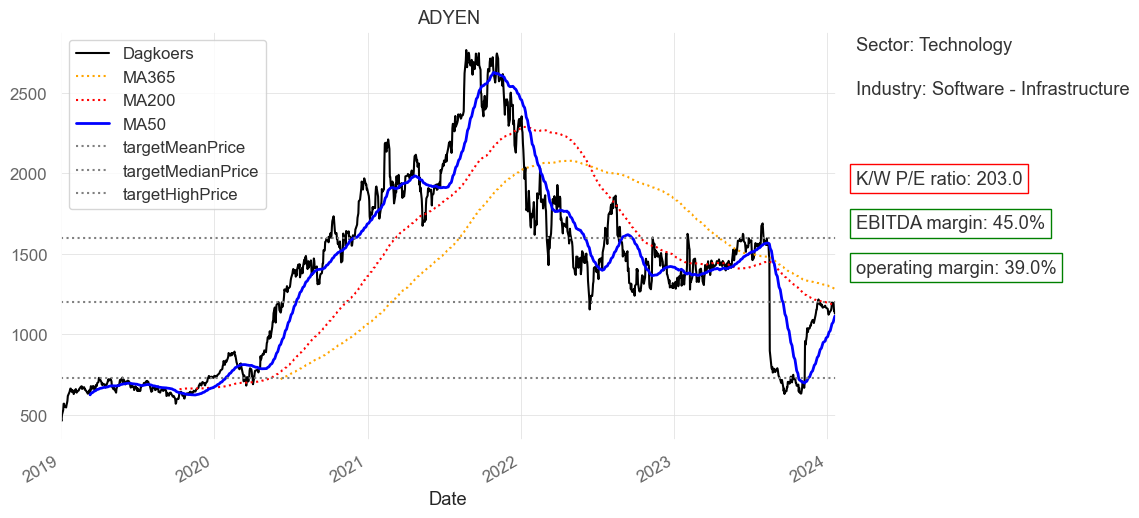 ADYEN
Dagkoers
MA365
MA200
MA50
targetMeanPrice
targetMedianPrice
targetHighPrice
Sector: Technology
Industry: Software - Infrastructure
K/W P/E ratio: 203.0
EBITDA margin: 45.0%
operating margin: 39.0%
2500
2000
1500
1000
500
2019
2020
2021
2022
2023
2024
Date